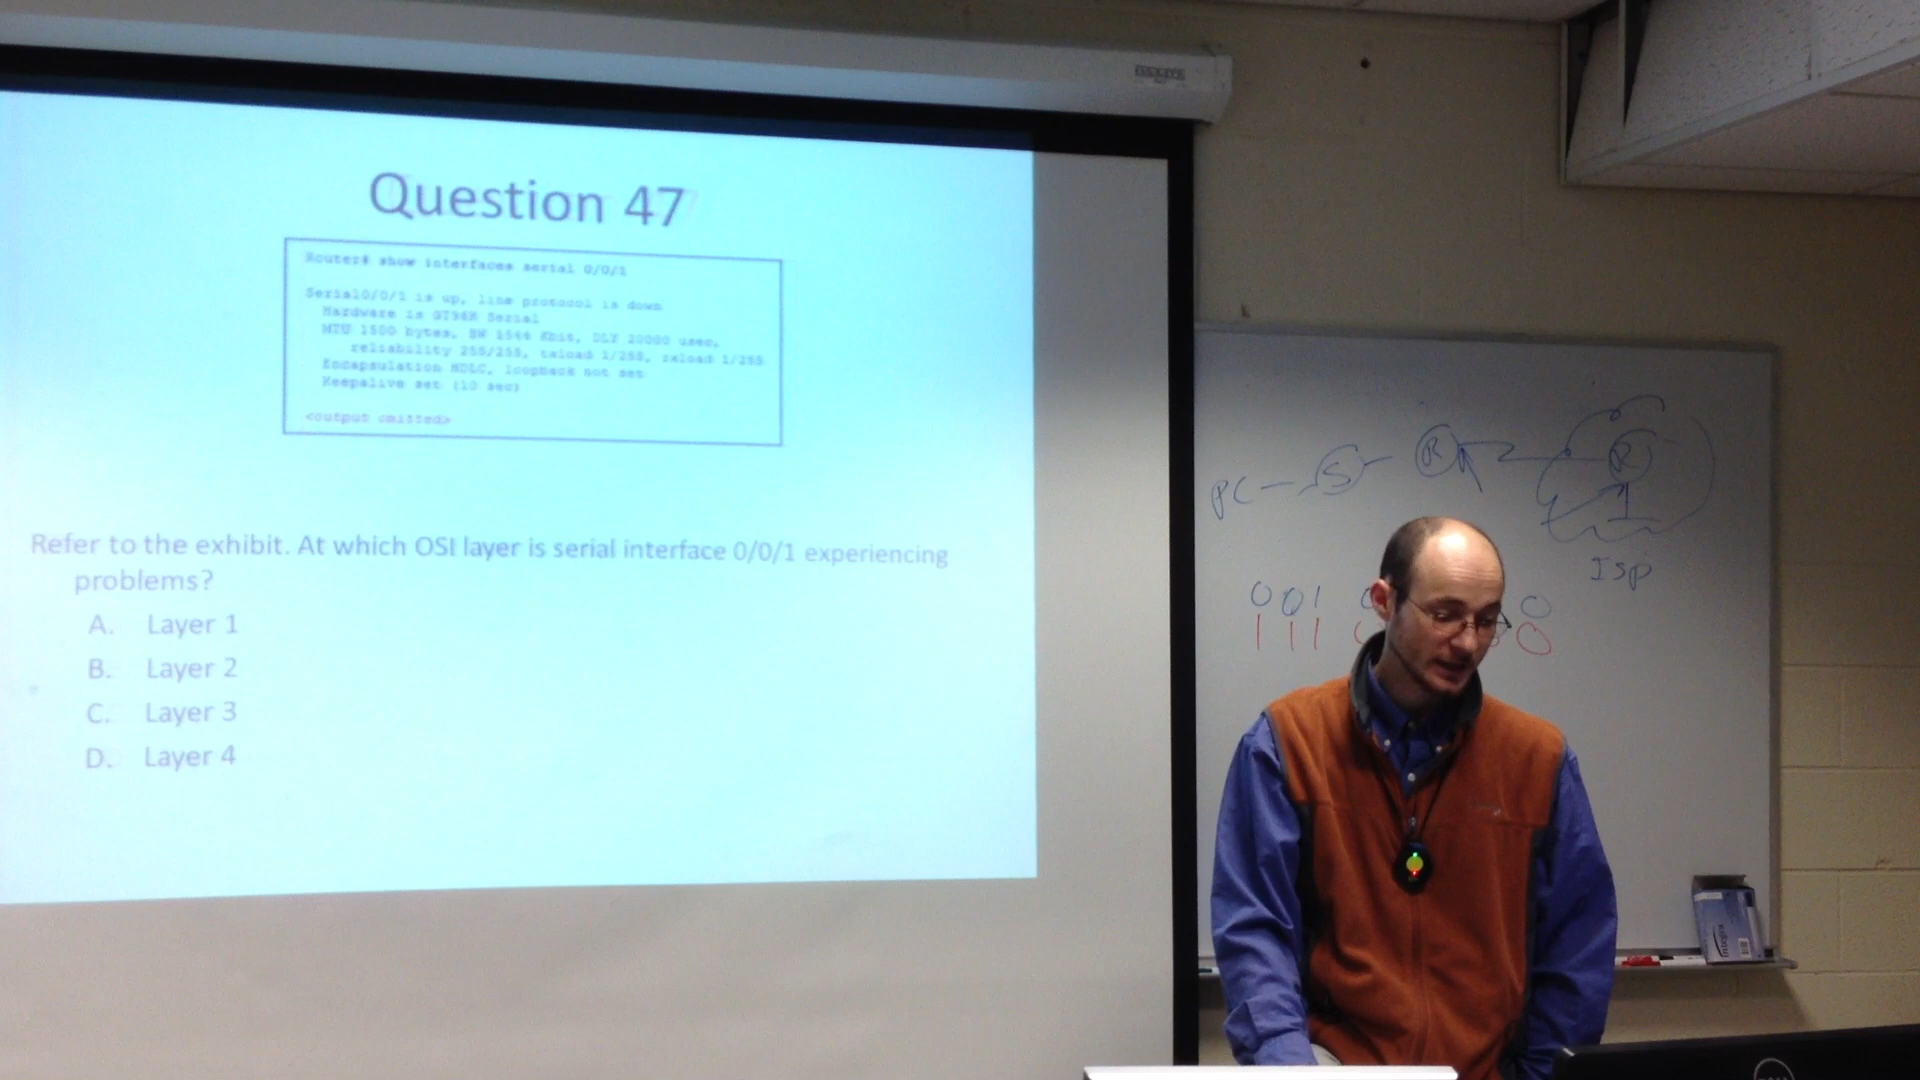 Question 47
Router# show interfaces serial 0/0/1
Serial0/0/1 is up, line protocol is down
Hardware is GT96K Serial
MTU 1500 bytes, BW 1544 Kbit, DLY 20000 usec,
reliability 255/255, txload 1/255, rxload 1/255
Encapsulation HDLC, loopback not set
Keepalive set (10 sec)
<output omitted>
Refer to the exhibit. At which OSI layer is serial interface 0/0/1 experiencing
problems?
A. Layer 1
B. Layer 2
C. Layer 3
D. Layer 4
PC S R R
ISP
0 0 1 0
1 1 1 0